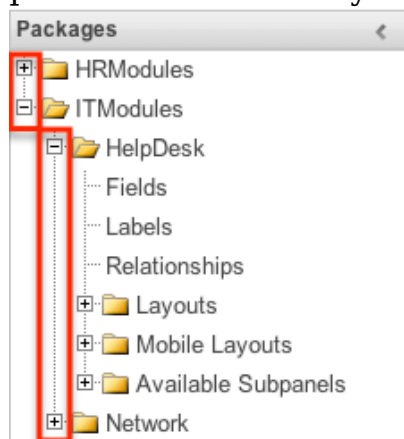 Packages
HRModules
ITModules
HelpDesk
Fields
Labels
Relationships
Layouts
Mobile Layouts
Available Subpanels
Network